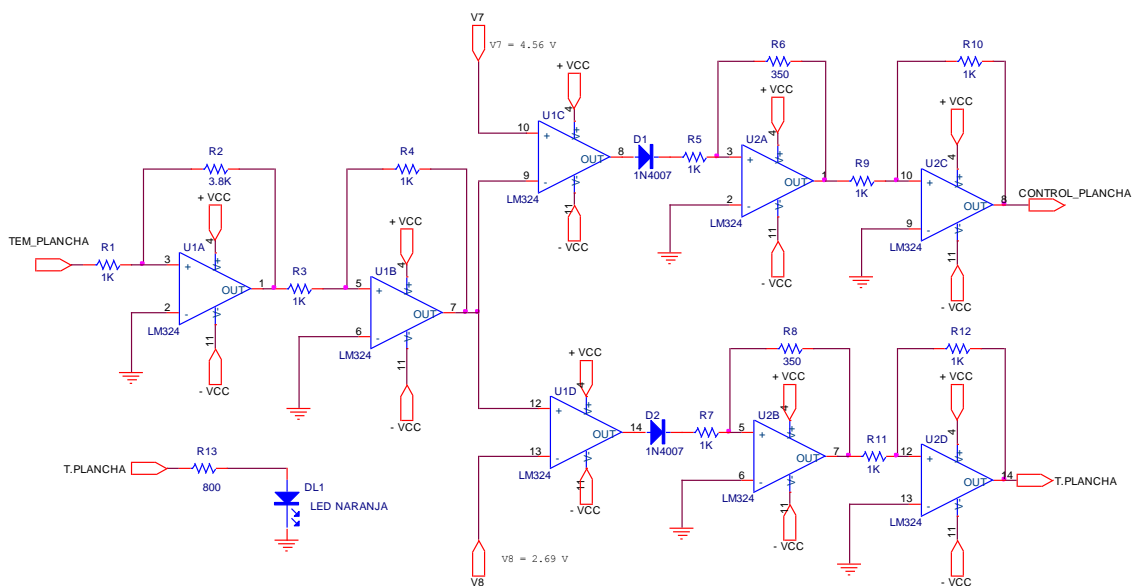 V7
V7 = 4.56 V
+ VCC
4
U1C
10
+
V+
9
-
OUT
8
V-
11
LM324
- VCC
D1
1N4007
R5
1K
R6
350
+ VCC
4
U2A
3
+
V+
2
-
OUT
1
V-
11
LM324
- VCC
R9
1K
R10
1K
+ VCC
4
U2C
10
+
V+
9
-
OUT
8
V-
11
LM324
- VCC
CONTROL_PLANCHA
TEM_PLANCHA
R1
1K
R2
3.8K
+ VCC
4
U1A
3
+
V+
2
-
OUT
1
V-
11
LM324
- VCC
R3
1K
R4
1K
+ VCC
4
U1B
5
+
V+
6
-
OUT
7
V-
11
LM324
- VCC
+ VCC
4
U1D
12
+
V+
13
-
OUT
14
V-
11
LM324
- VCC
D2
1N4007
R7
1K
R8
350
+ VCC
4
U2B
5
+
V+
6
-
OUT
7
V-
11
LM324
- VCC
R11
1K
R12
1K
+ VCC
4
U2D
12
+
V+
13
-
OUT
14
V-
11
LM324
- VCC
T.PLANCHA
T.PLANCHA
R13
800
DL1
LED NARANJA
V8 = 2.69 V
V8